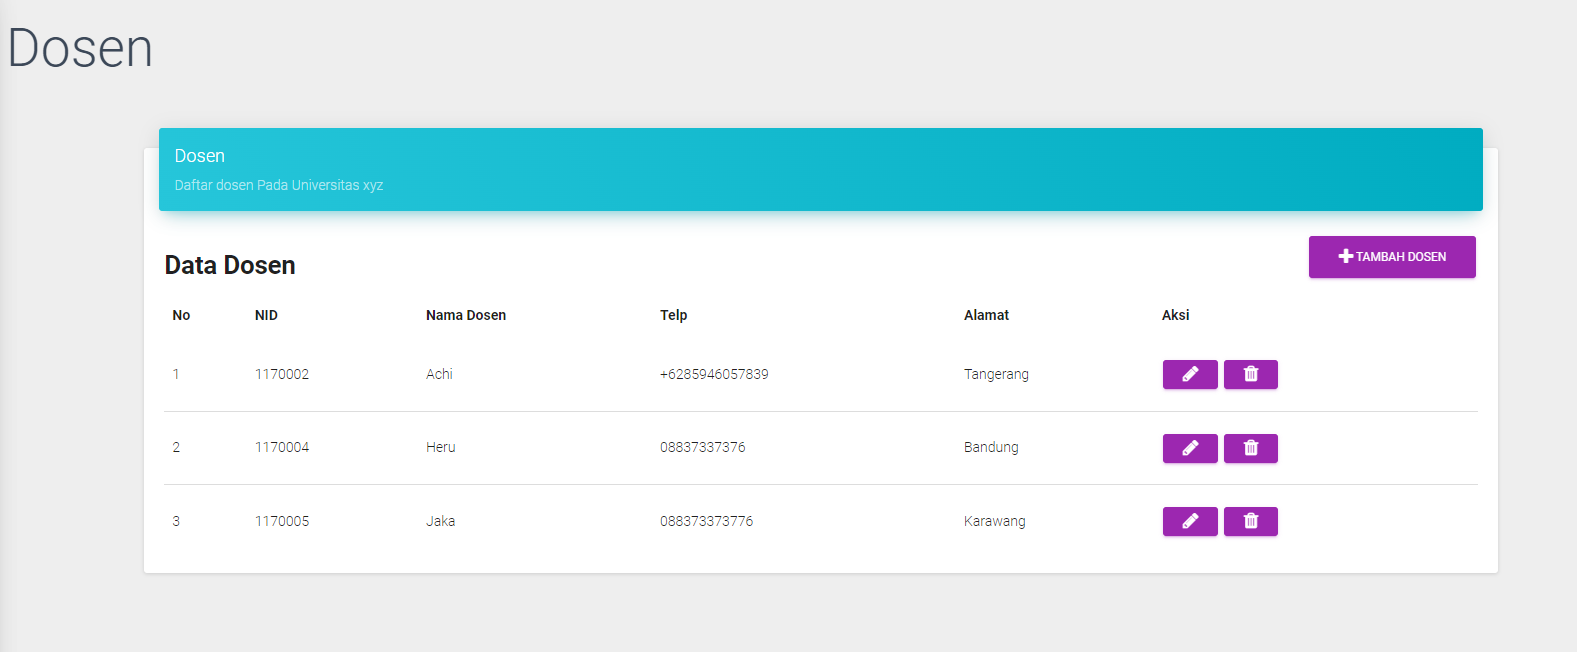 Dosen
Dosen
Daftar dosen Pada Universitas xyz
Data Dosen
TAMBAH DOSEN
No NID Nama Dosen Telp Alamat Aksi
1 1170002 Achi +6285946057839 Tangerang
2 1170004 Heru 08837337376 Bandung
3 1170005 Jaka 088373373776 Karawang